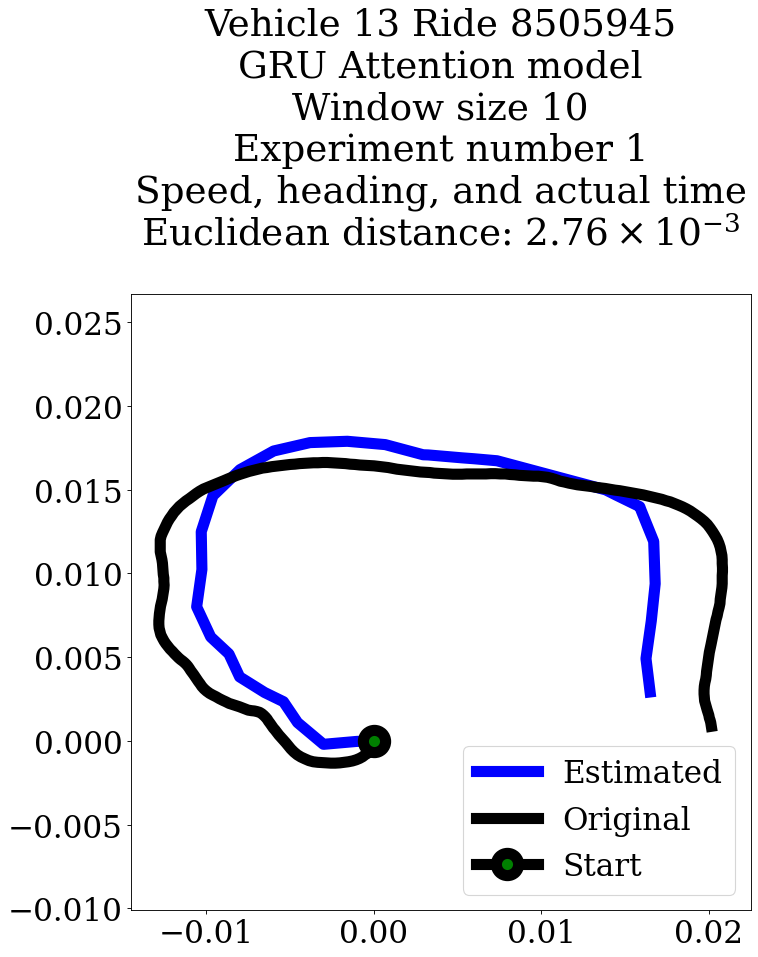 Vehicle 13 Ride 8505945
GRU Attention model
Window size 10
Experiment number 1
Speed, heading, and actual time
Euclidean distance: 2.76 × 10⁻³
0.025
0.020
0.015
0.010
0.005
0.000
−0.005
−0.010
−0.01 0.00 0.01 0.02
Estimated
Original
Start